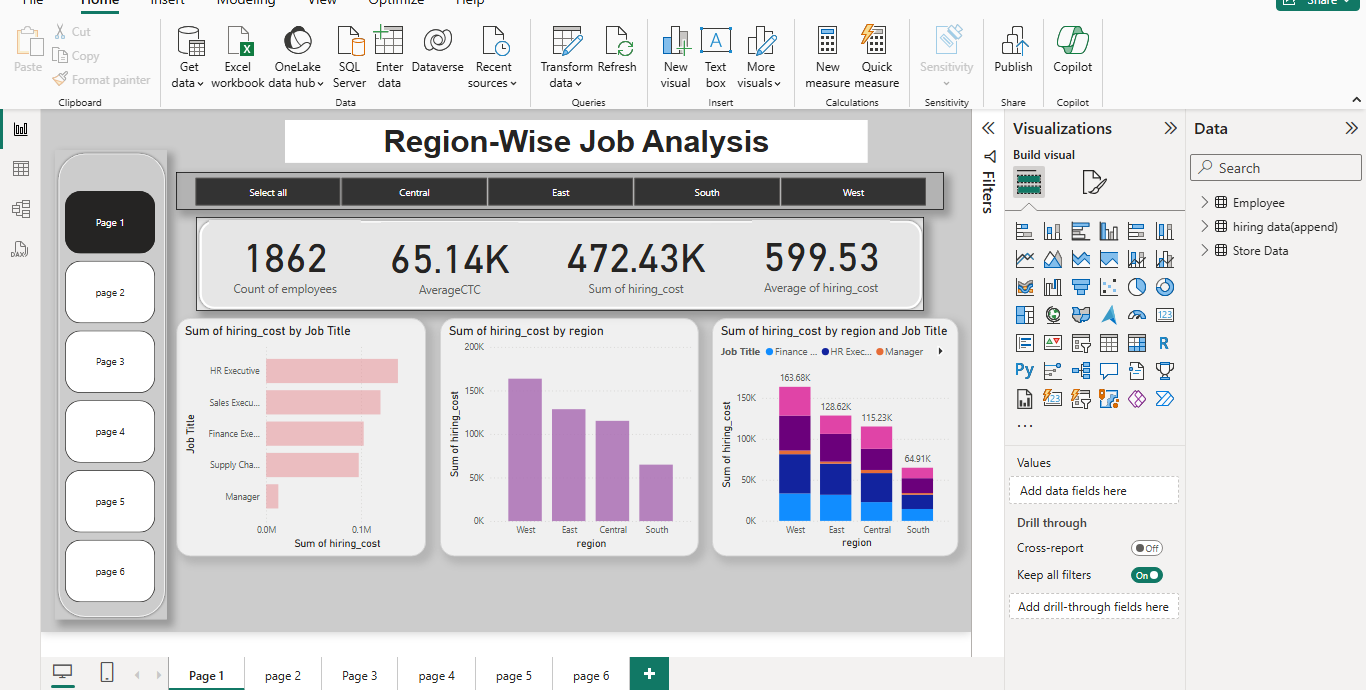 File Home Insert Modeling View Optimize Help Share
Paste
Cut
Copy
Format painter
Clipboard
Get data
Excel workbook
OneLake data hub
SQL Server
Enter data
Dataverse
Recent sources
Data
Transform data
Refresh
Queries
New visual
Text box
More visuals
Insert
New measure
Quick measure
Calculations
Sensitivity
Sensitivity
Publish
Share
Copilot
Copilot
Region-Wise Job Analysis
Select all Central East South West
Page 1
page 2
Page 3
page 4
page 5
page 6
1862
Count of employees
65.14K
AverageCTC
472.43K
Sum of hiring_cost
599.53
Average of hiring_cost
Sum of hiring_cost by Job Title
Job Title
HR Executive
Sales Execu...
Finance Exe...
Supply Cha...
Manager
0.0M 0.1M
Sum of hiring_cost
Sum of hiring_cost by region
Sum of hiring_cost
200K
150K
100K
50K
0K
West East Central South
region
Sum of hiring_cost by region and Job Title
Job Title Finance ... HR Exec... Manager
Sum of hiring_cost
150K
100K
50K
0K
163.68K
128.62K
115.23K
64.91K
West East Central South
region
Filters
Visualizations
Build visual
123
R
Py
123
...
Values
Add data fields here
Drill through
Cross-report Off
Keep all filters On
Add drill-through fields here
Data
Search
Employee
hiring data(append)
Store Data
DAX
Page 1 page 2 Page 3 page 4 page 5 page 6 +